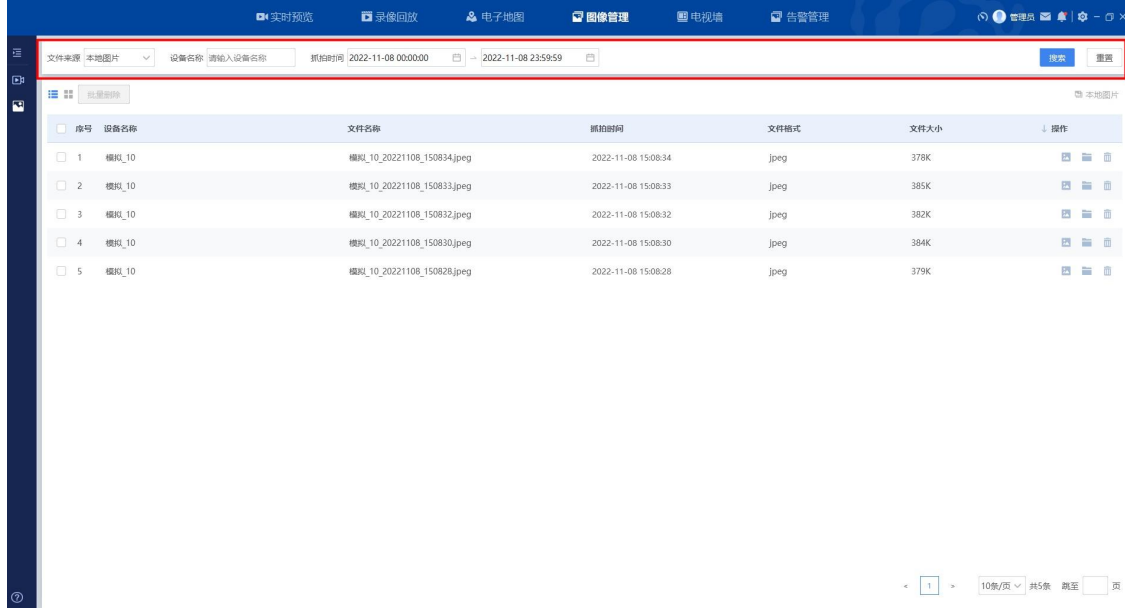 实时预览 录像回放 电子地图 图像管理 电视墙 告警管理 管理员
文件来源 本地图片 设备名称 请输入设备名称 抓拍时间 2022-11-08 00:00:00 ~ 2022-11-08 23:59:59 搜索 重置
批量删除 本地图片
序号 设备名称 文件名称 抓拍时间 文件格式 文件大小 操作
1 模拟_10 模拟_10_20221108_150834.jpeg 2022-11-08 15:08:34 jpeg 378K
2 模拟_10 模拟_10_20221108_150833.jpeg 2022-11-08 15:08:33 jpeg 385K
3 模拟_10 模拟_10_20221108_150832.jpeg 2022-11-08 15:08:32 jpeg 382K
4 模拟_10 模拟_10_20221108_150830.jpeg 2022-11-08 15:08:30 jpeg 384K
5 模拟_10 模拟_10_20221108_150828.jpeg 2022-11-08 15:08:28 jpeg 379K
< 1 > 10条/页 共5条 跳至 页